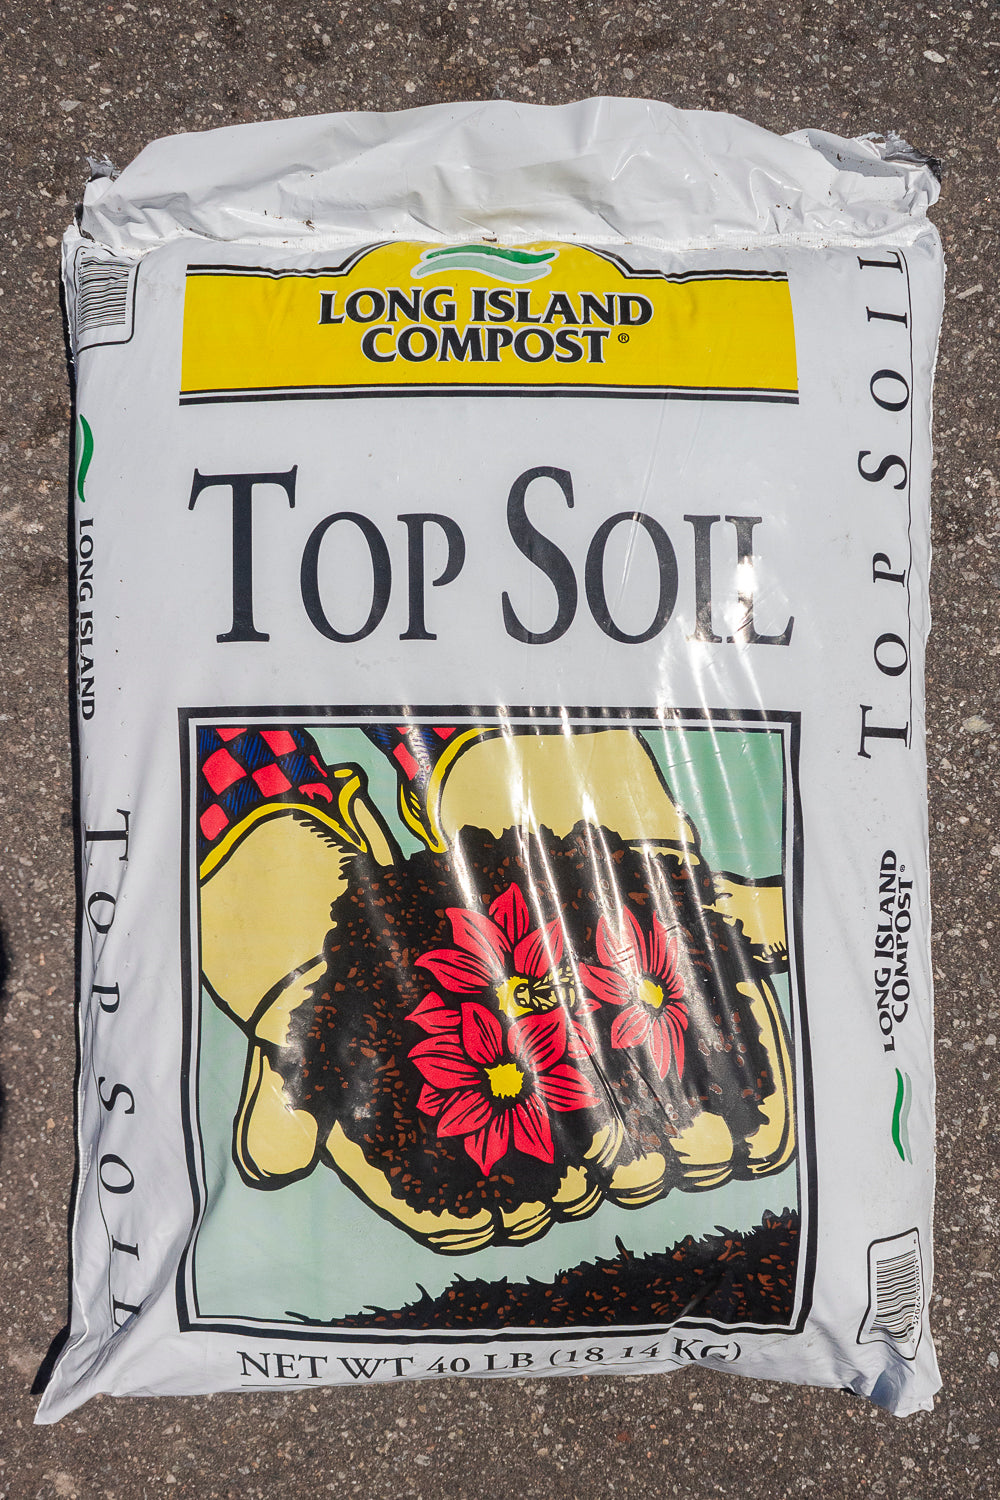 LONG ISLAND
COMPOST®
TOP SOIL
NET WT 40 LB (18.14 KG)
LONG ISLAND
TOP SOIL
TOP SOIL
LONG ISLAND
COMPOST®